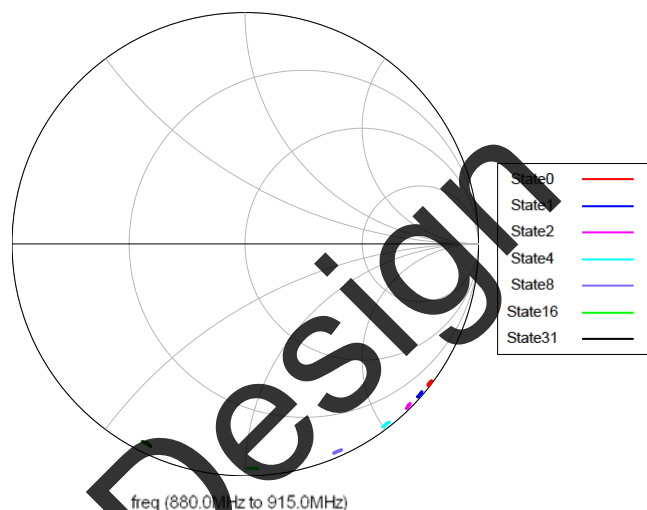 State0
State1
State2
State4
State8
State16
State31
Design
freq (880.0MHz to 915.0MHz)